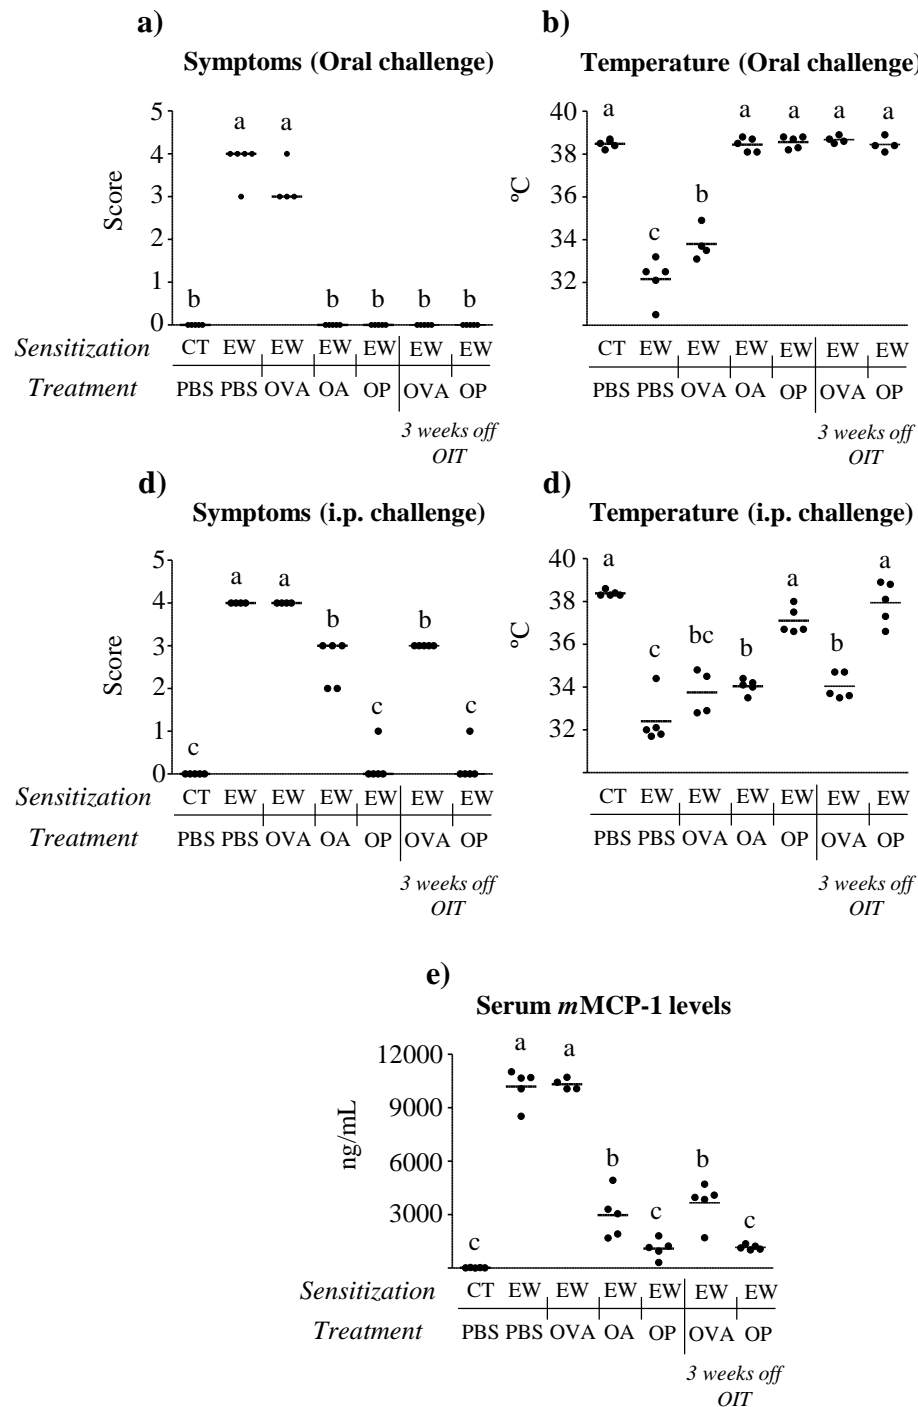 a)
Symptoms (Oral challenge)
5
4
3
2
1
0
Score
a
a
b
b
b
b
b
Sensitization
CT EW EW EW EW EW EW
Treatment
PBS PBS OVA OA OP OVA OP
3 weeks off
OIT
b)
Temperature (Oral challenge)
40
38
36
34
32
ºC
a
c
b
a
a
a
a
CT EW EW EW EW EW EW
PBS PBS OVA OA OP OVA OP
3 weeks off
OIT
d)
Symptoms (i.p. challenge)
5
4
3
2
1
0
Score
c
a
a
b
c
b
c
Sensitization
CT EW EW EW EW EW EW
Treatment
PBS PBS OVA OA OP OVA OP
3 weeks off
OIT
d)
Temperature (i.p. challenge)
40
38
36
34
32
ºC
a
c
bc
b
a
b
a
CT EW EW EW EW EW EW
PBS PBS OVA OA OP OVA OP
3 weeks off
OIT
e)
Serum mMCP-1 levels
12000
9000
6000
3000
ng/mL
c
a
a
b
c
b
c
Sensitization
CT EW EW EW EW EW EW
Treatment
PBS PBS OVA OA OP OVA OP
3 weeks off
OIT